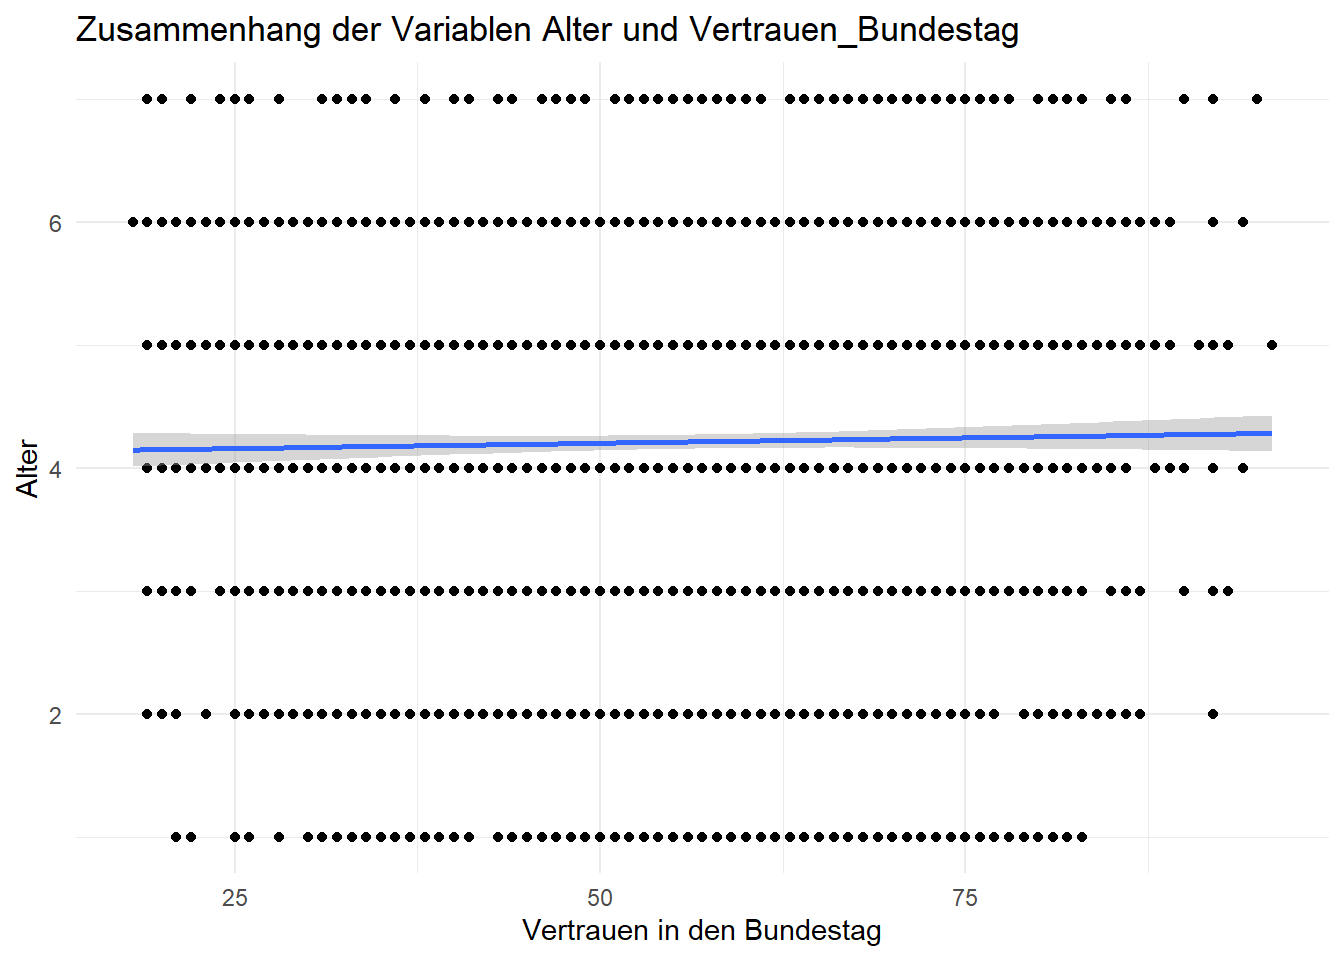 Zusammenhang der Variablen Alter und Vertrauen_Bundestag
6
4
2
Alter
25 50 75
Vertrauen in den Bundestag